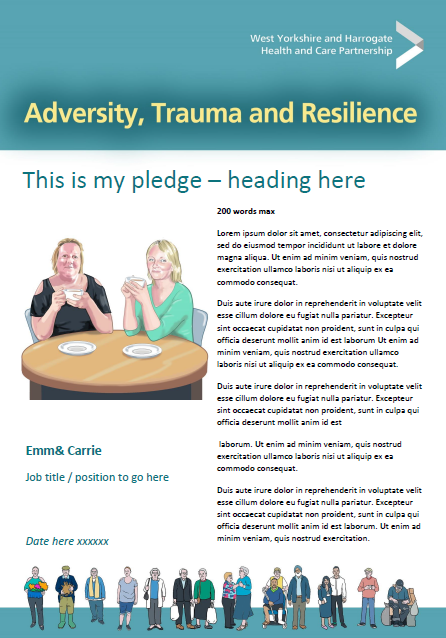 West Yorkshire and Harrogate
Health and Care Partnership
Adversity, Trauma and Resilience
This is my pledge – heading here
200 words max
Lorem ipsum dolor sit amet, consectetur adipiscing elit,
sed do eiusmod tempor incididunt ut labore et dolore
magna aliqua. Ut enim ad minim veniam, quis nostrud
exercitation ullamco laboris nisi ut aliquip ex ea
commodo consequat.
Duis aute irure dolor in reprehenderit in voluptate velit
esse cillum dolore eu fugiat nulla pariatur. Excepteur
sint occaecat cupidatat non proident, sunt in culpa qui
officia deserunt mollit anim id est laborum Ut enim ad
minim veniam, quis nostrud exercitation ullamco
laboris nisi ut aliquip ex ea commodo consequat.
Duis aute irure dolor in reprehenderit in voluptate velit
esse cillum dolore eu fugiat nulla pariatur. Excepteur
sint occaecat cupidatat non proident, sunt in culpa qui
officia deserunt mollit anim id est
laborum. Ut enim ad minim veniam, quis nostrud
exercitation ullamco laboris nisi ut aliquip ex ea
commodo consequat.
Duis aute irure dolor in reprehenderit in voluptate velit
esse cillum dolore eu fugiat nulla pariatur. Excepteur
sint occaecat cupidatat non proident, sunt in culpa qui
officia deserunt mollit anim id est laborum. Ut enim ad
minim veniam, quis nostrud exercitation.
Emm& Carrie
Job title / position to go here
Date here xxxxxx